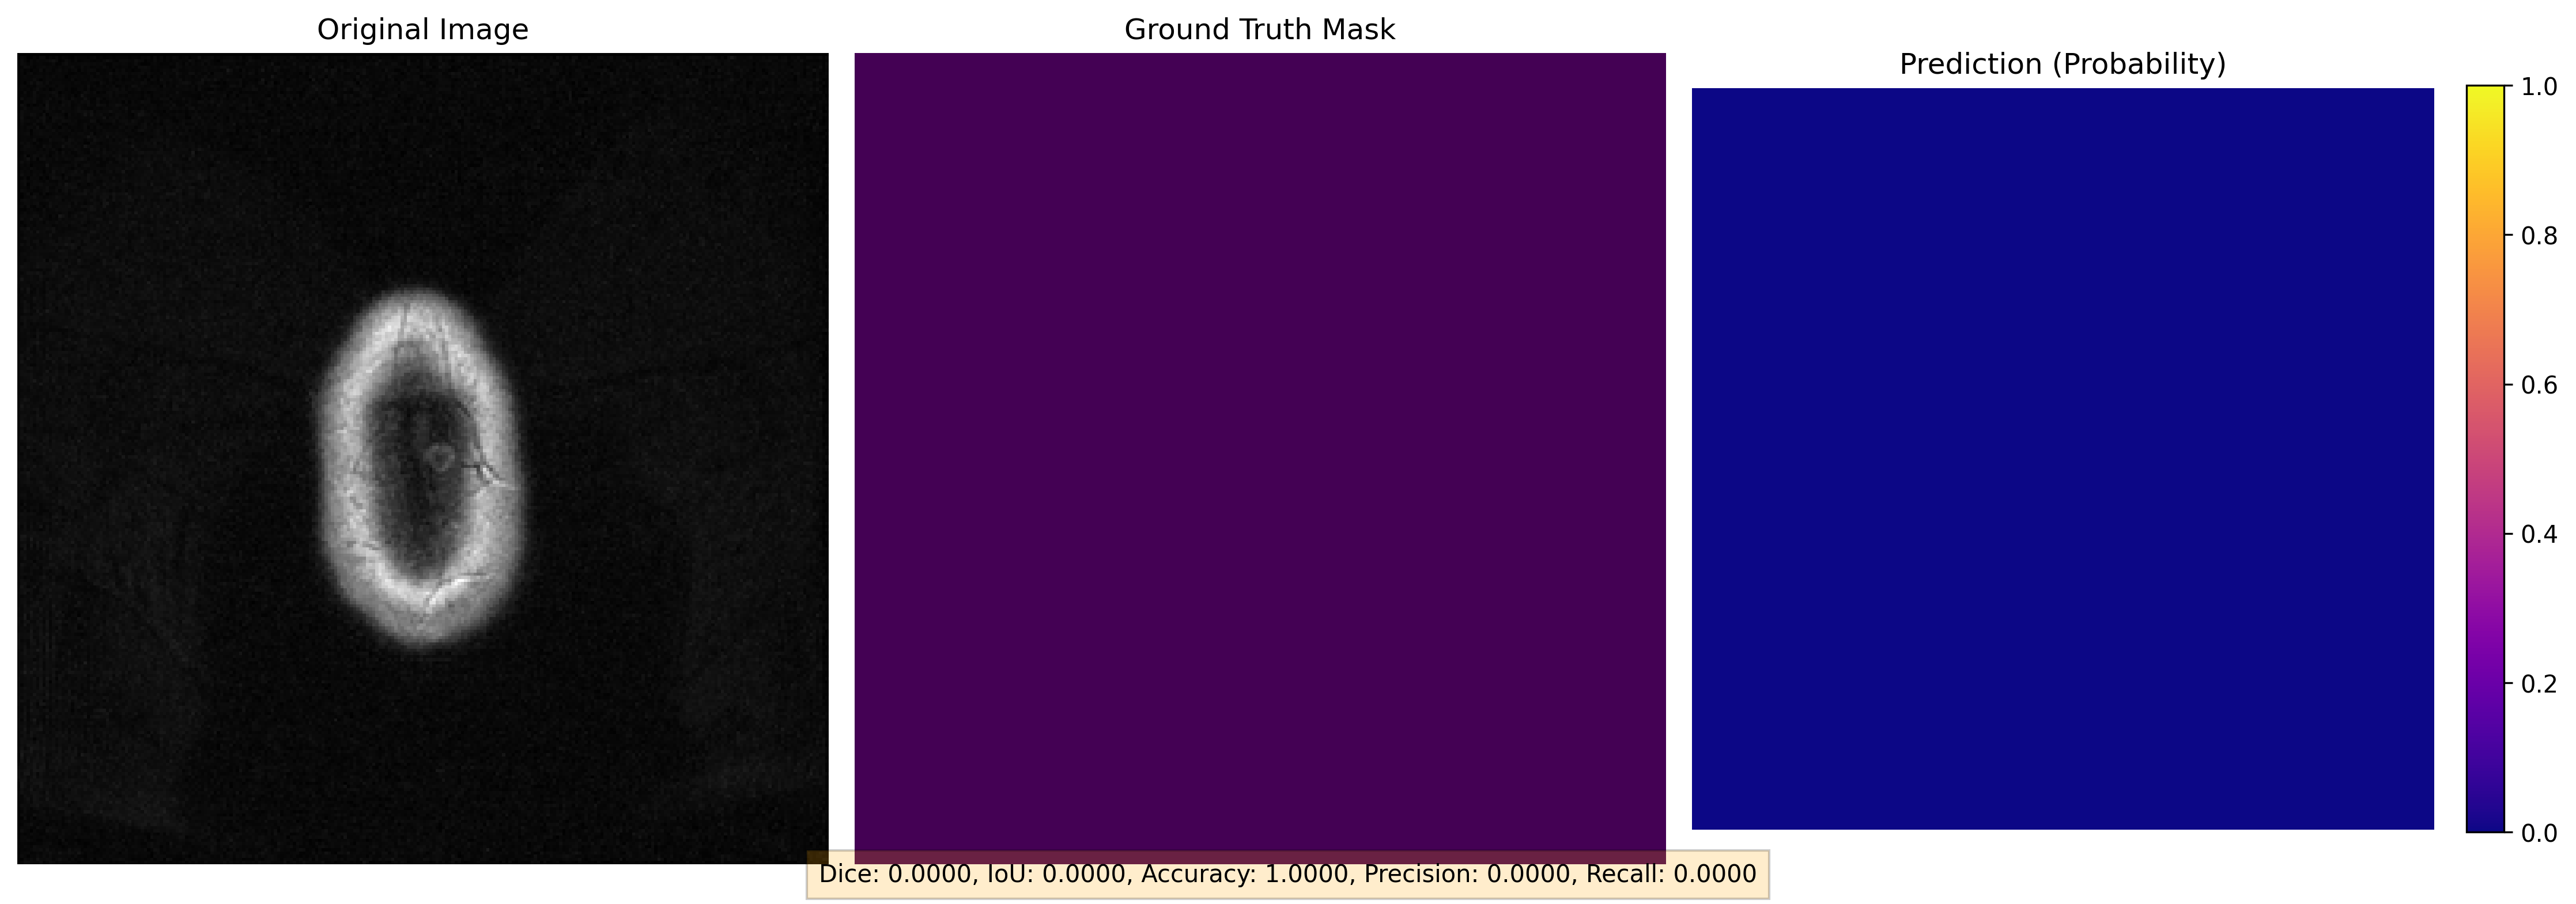 Original Image
Ground Truth Mask
Prediction (Probability)
1.0
0.8
0.6
0.4
0.2
0.0
Dice: 0.0000, IoU: 0.0000, Accuracy: 1.0000, Precision: 0.0000, Recall: 0.0000